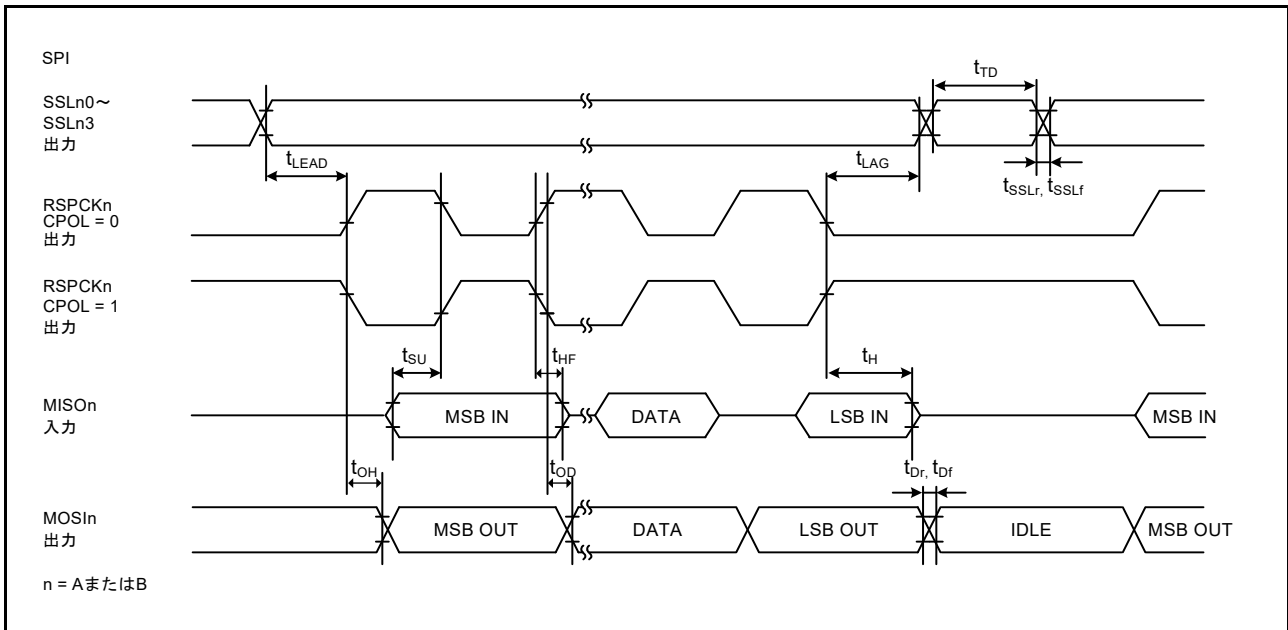 SPI
SSLn0～
SSLn3
出力
tTD
tLEAD
tLAG
tSSLr, tSSLf
RSPCKn
CPOL = 0
出力
RSPCKn
CPOL = 1
出力
tSU
tHF
tH
MISOn
入力
MSB IN
DATA
LSB IN
MSB IN
tOH
tOD
tDr, tDf
MOSIn
出力
MSB OUT
DATA
LSB OUT
IDLE
MSB OUT
n = AまたはB